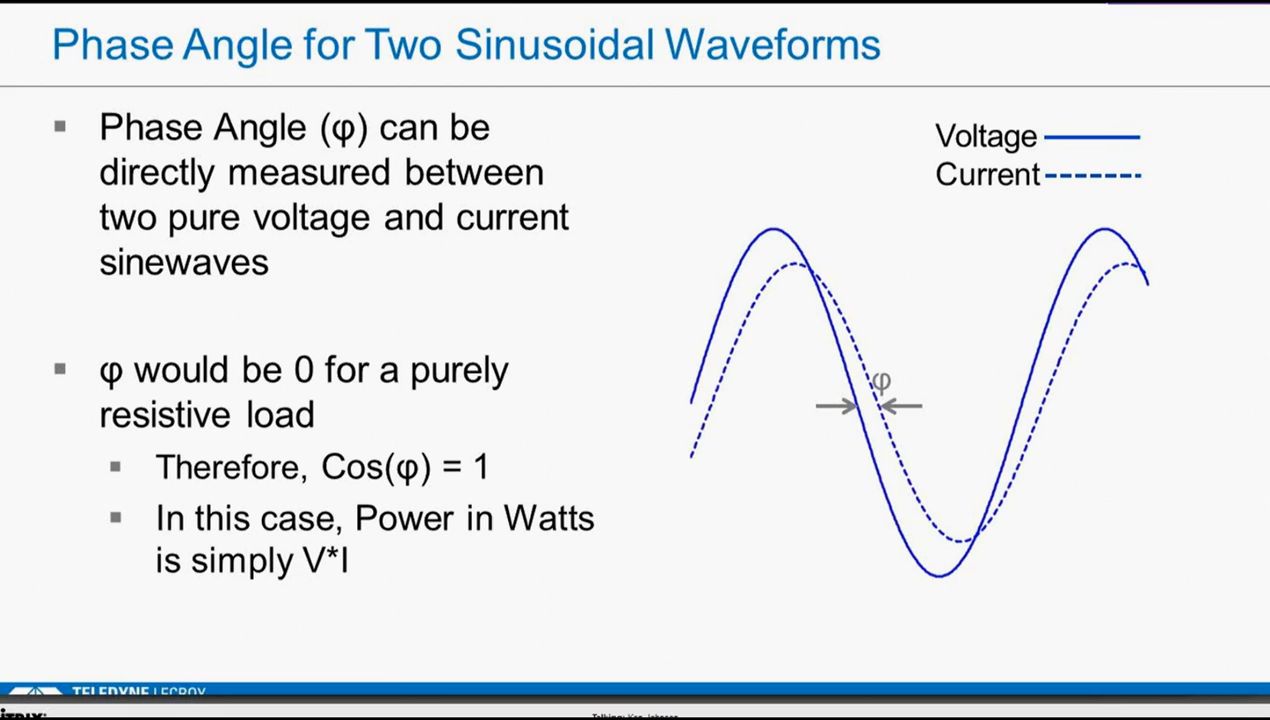 Phase Angle for Two Sinusoidal Waveforms
▪ Phase Angle (φ) can be
directly measured between
two pure voltage and current
sinewaves
▪ φ would be 0 for a purely
resistive load
▪ Therefore, Cos(φ) = 1
▪ In this case, Power in Watts
is simply V*I
Voltage
Current
φ
TELEDYNE LECROY